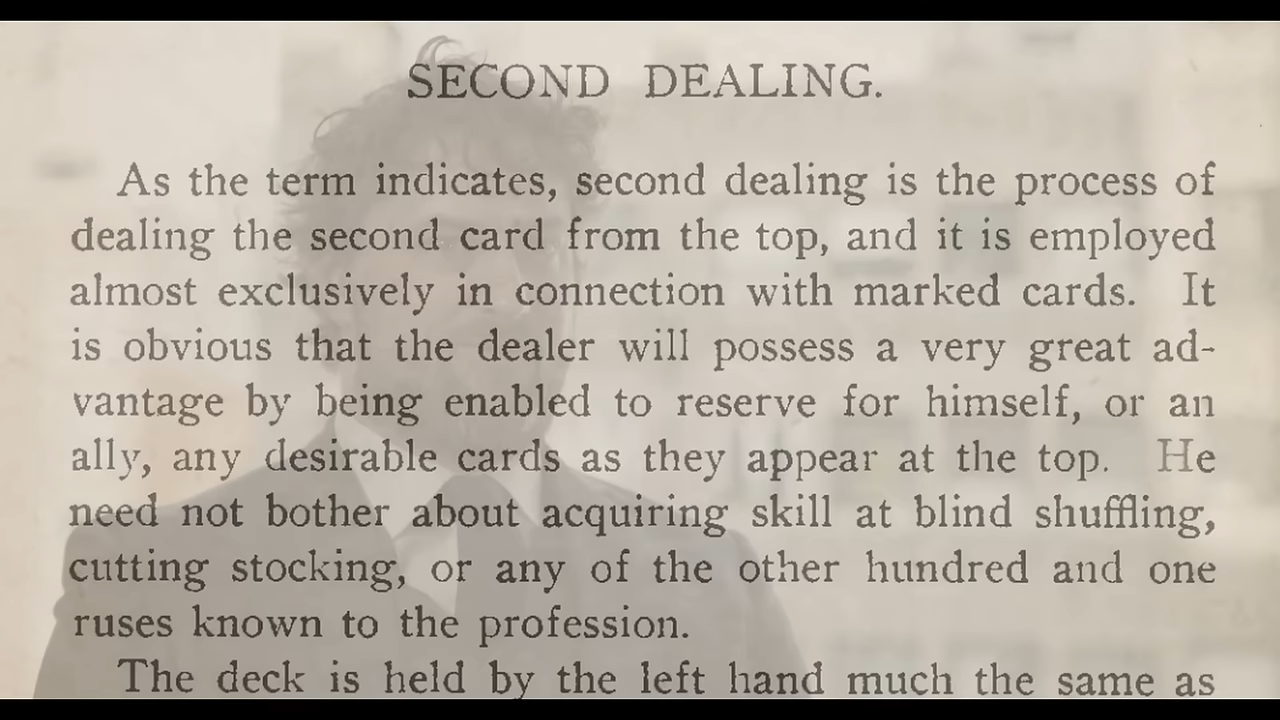 SECOND DEALING.
As the term indicates, second dealing is the process of
dealing the second card from the top, and it is employed
almost exclusively in connection with marked cards. It
is obvious that the dealer will possess a very great ad-
vantage by being enabled to reserve for himself, or an
ally, any desirable cards as they appear at the top. He
need not bother about acquiring skill at blind shuffling,
cutting stocking, or any of the other hundred and one
ruses known to the profession.
The deck is held by the left hand much the same as